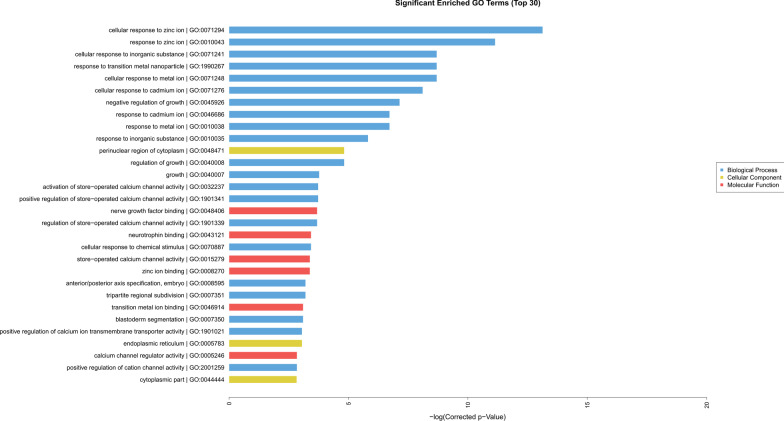 Significant Enriched GO Terms (Top 30)
cellular response to zinc ion | GO:0071294
response to zinc ion | GO:0010043
cellular response to inorganic substance | GO:0071241
response to transition metal nanoparticle | GO:1990267
cellular response to metal ion | GO:0071248
cellular response to cadmium ion | GO:0071276
negative regulation of growth | GO:0045926
response to cadmium ion | GO:0046686
response to metal ion | GO:0010038
response to inorganic substance | GO:0010035
perinuclear region of cytoplasm | GO:0048471
regulation of growth | GO:0040008
growth | GO:0040007
activation of store-operated calcium channel activity | GO:0032237
positive regulation of store-operated calcium channel activity | GO:1901341
nerve growth factor binding | GO:0048406
regulation of store-operated calcium channel activity | GO:1901339
neurotrophin binding | GO:0043121
cellular response to chemical stimulus | GO:0070887
store-operated calcium channel activity | GO:0015279
zinc ion binding | GO:0008270
anterior/posterior axis specification, embryo | GO:0008595
tripartite regional subdivision | GO:0007351
transition metal ion binding | GO:0046914
blastoderm segmentation | GO:0007350
positive regulation of calcium ion transmembrane transporter activity | GO:1901021
endoplasmic reticulum | GO:0005783
calcium channel regulator activity | GO:0005246
positive regulation of cation channel activity | GO:2001259
cytoplasmic part | GO:0044444
Biological Process
Cellular Component
Molecular Function
0 5 10 15 20
−log(Corrected p−Value)